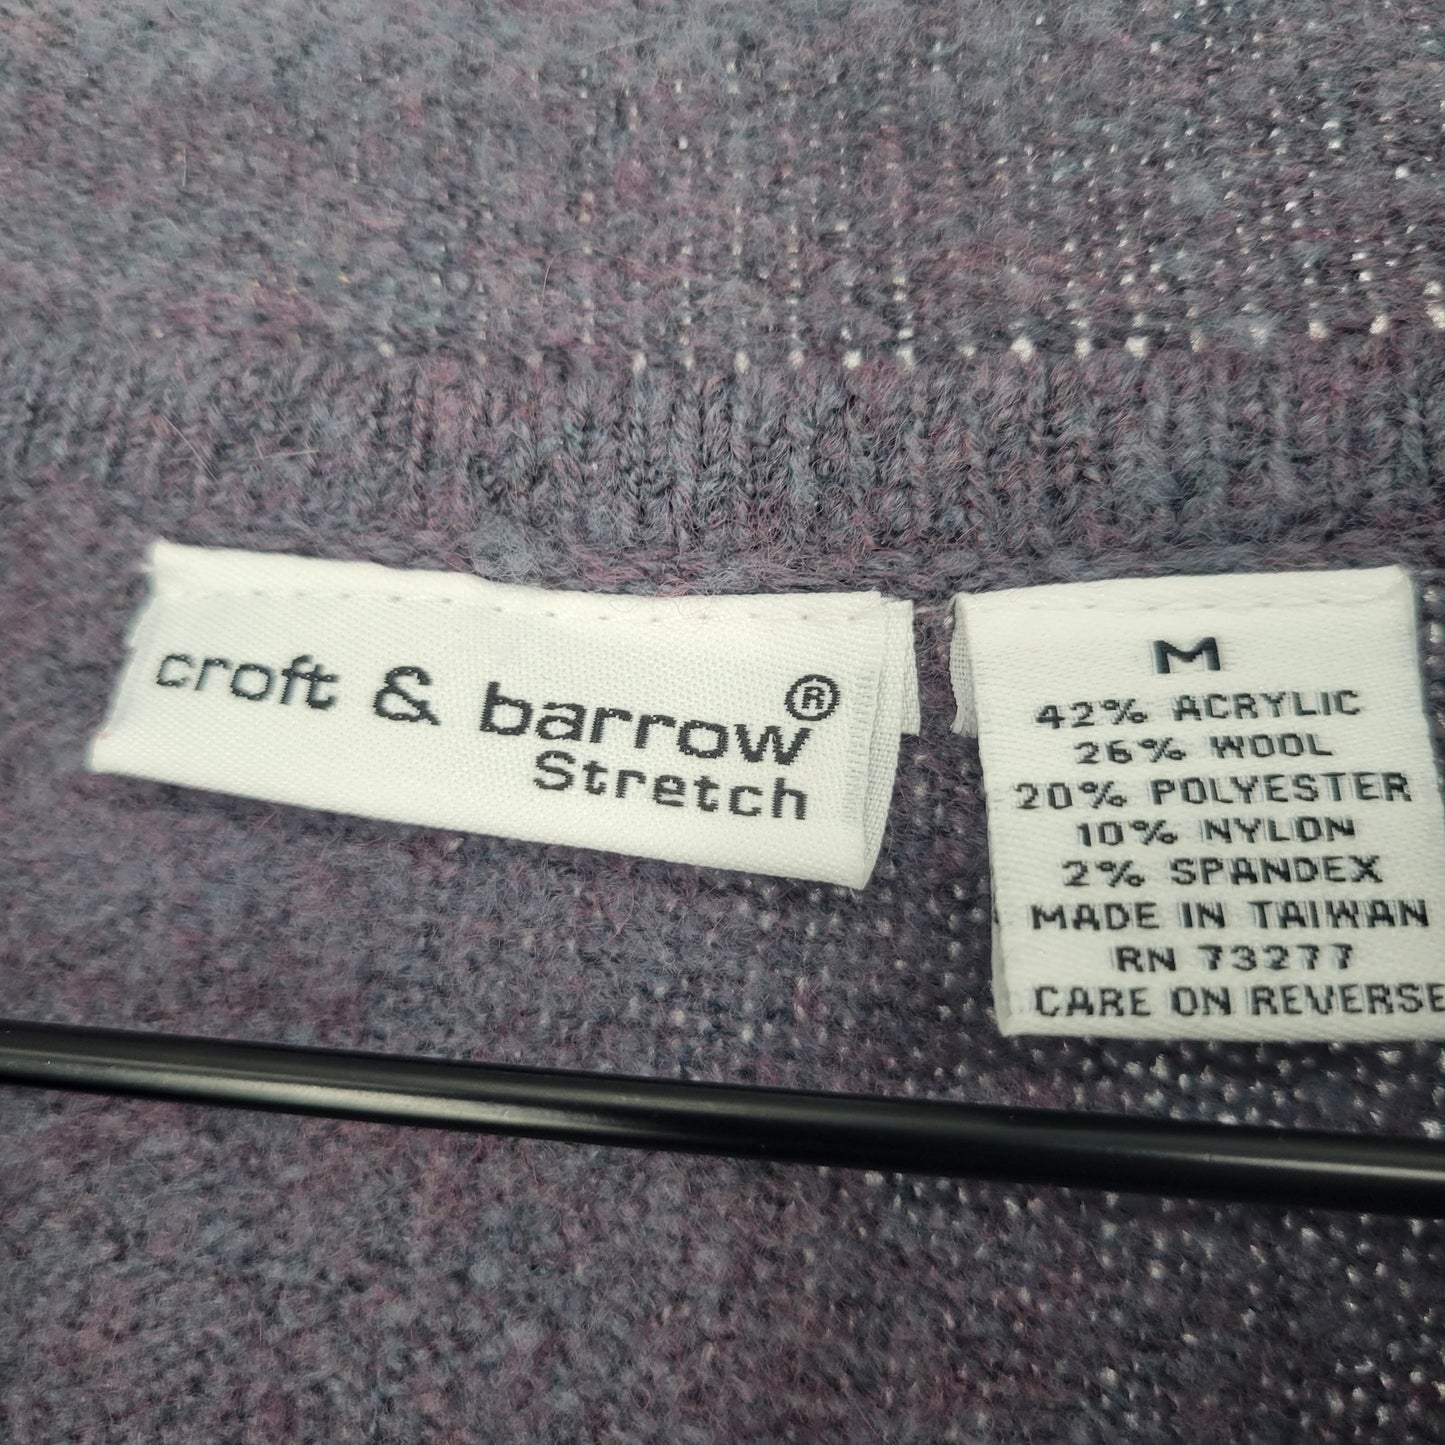 croft & barrow®
Stretch
M
42% ACRYLIC
26% WOOL
20% POLYESTER
10% NYLON
2% SPANDEX
MADE IN TAIWAN
RN 73277
CARE ON REVERSE